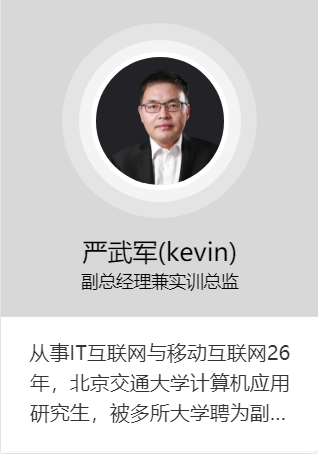 严武军(kevin)
副总经理兼实训总监
从事IT互联网与移动互联网26
年，北京交通大学计算机应用
研究生，被多所大学聘为副...